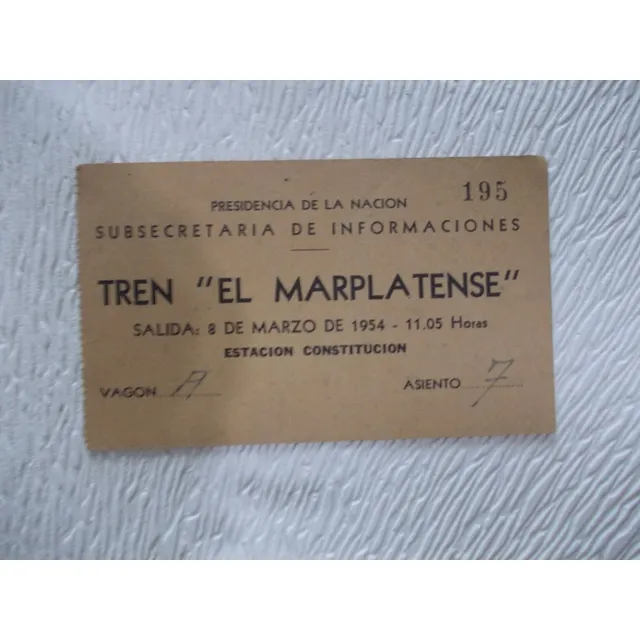 195
PRESIDENCIA DE LA NACION
SUBSECRETARIA DE INFORMACIONES
TREN "EL MARPLATENSE"
SALIDA: 8 DE MARZO DE 1954 - 11.05 Horas
ESTACION CONSTITUCION
VAGON A ASIENTO 7